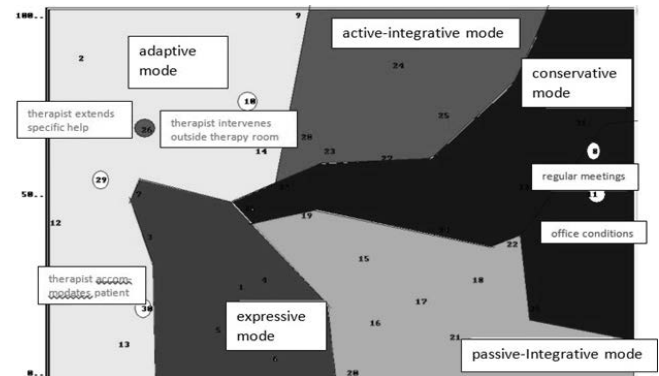 100..
9
active-integrative mode
adaptive
mode
2
24
conservative
mode
10
therapist extends
specific help
26
therapist intervenes
outside therapy room
25
28
14
23
22
8
29
regular meetings
50..
7
11
12
19
office conditions
3
22
15
therapist accom-
modates patient
4
18
1
17
30
expressive
mode
16
5
21
13
passive-Integrative mode
6
20
0..